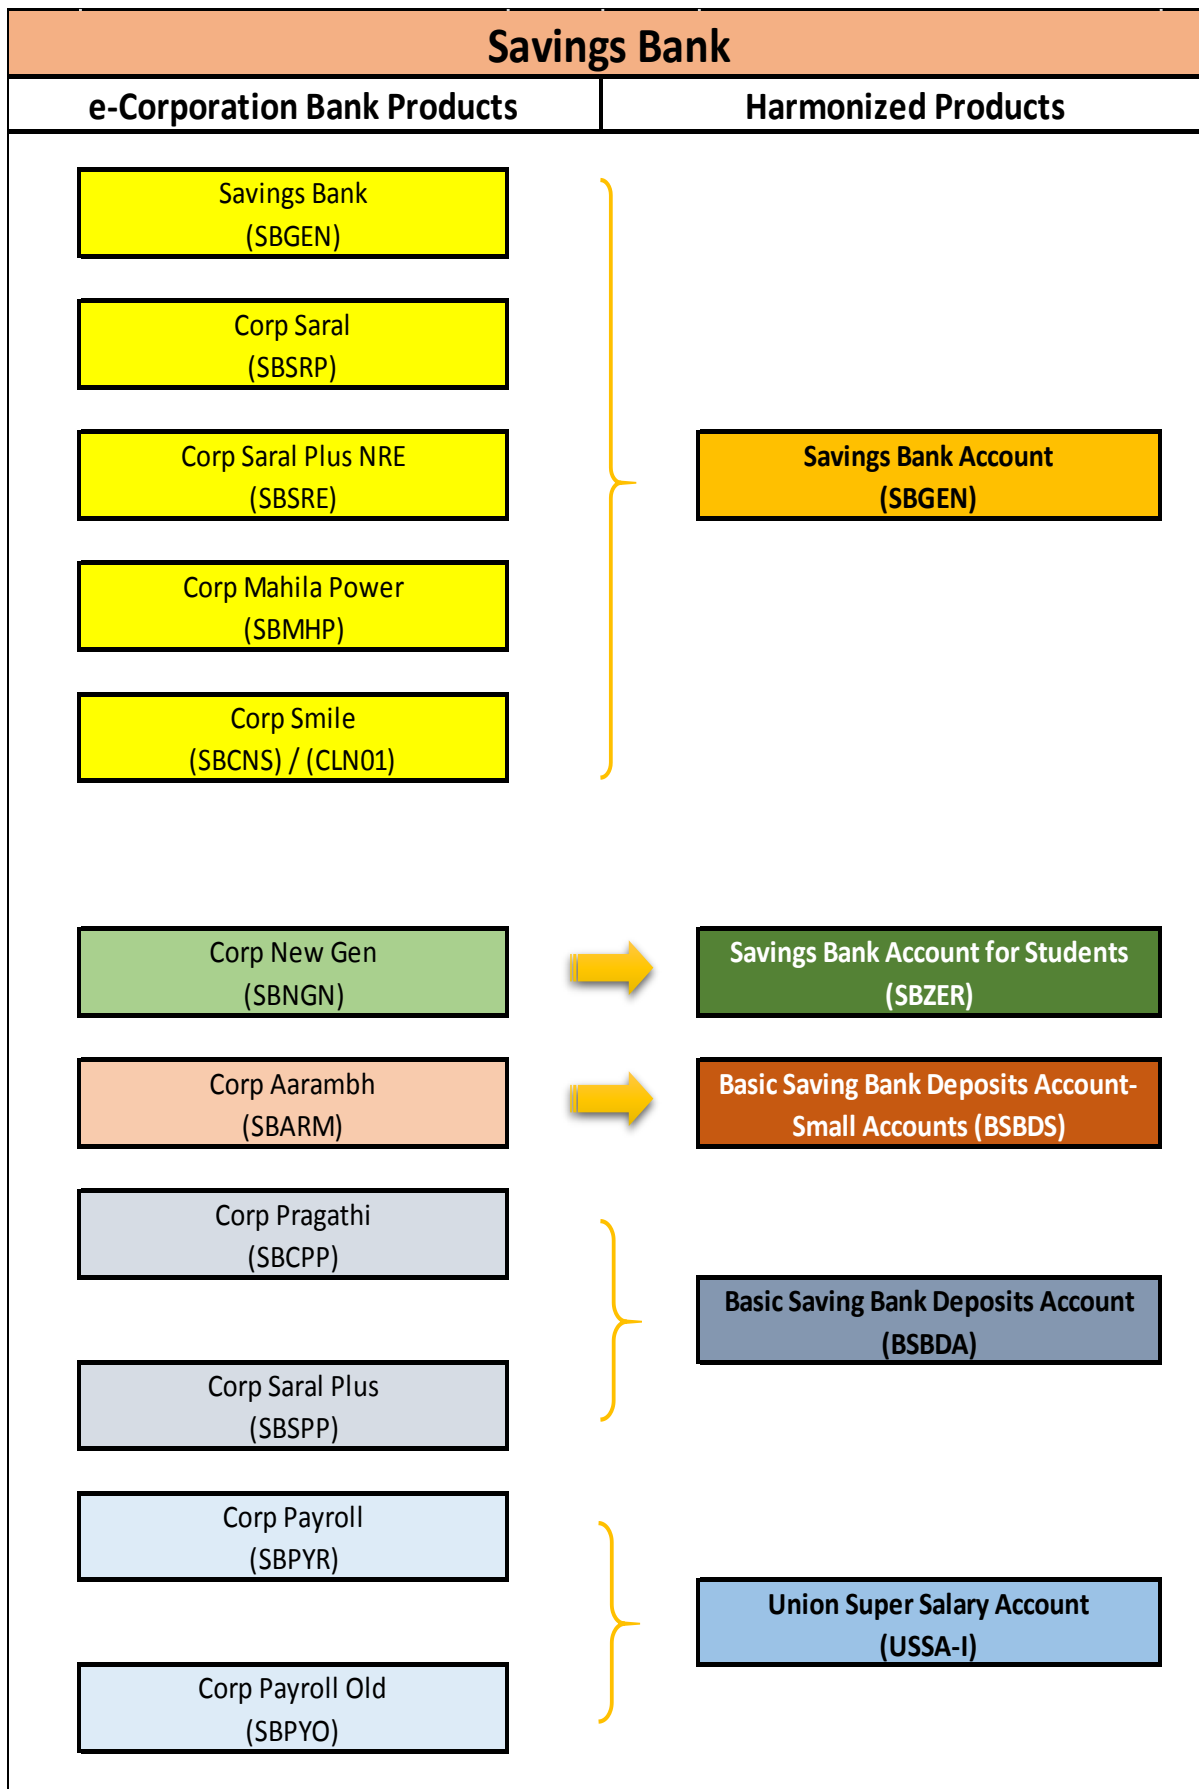 Savings Bank
e-Corporation Bank Products
Harmonized Products
Savings Bank
(SBGEN)
Corp Saral
(SBSRP)
Corp Saral Plus NRE
(SBSRE)
Corp Mahila Power
(SBMHP)
Corp Smile
(SBCNS) / (CLN01)
Savings Bank Account
(SBGEN)
Corp New Gen
(SBNGN)
Savings Bank Account for Students
(SBZER)
Corp Aarambh
(SBARM)
Basic Saving Bank Deposits Account-
Small Accounts (BSBDS)
Corp Pragathi
(SBCPP)
Corp Saral Plus
(SBSPP)
Basic Saving Bank Deposits Account
(BSBDA)
Corp Payroll
(SBPYR)
Corp Payroll Old
(SBPYO)
Union Super Salary Account
(USSA-I)